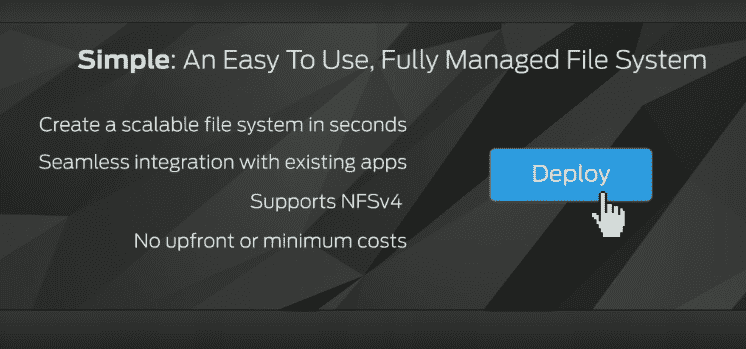 Simple: An Easy To Use, Fully Managed File System
Create a scalable file system in seconds
Seamless integration with existing apps
Supports NFSv4
No upfront or minimum costs
Deploy